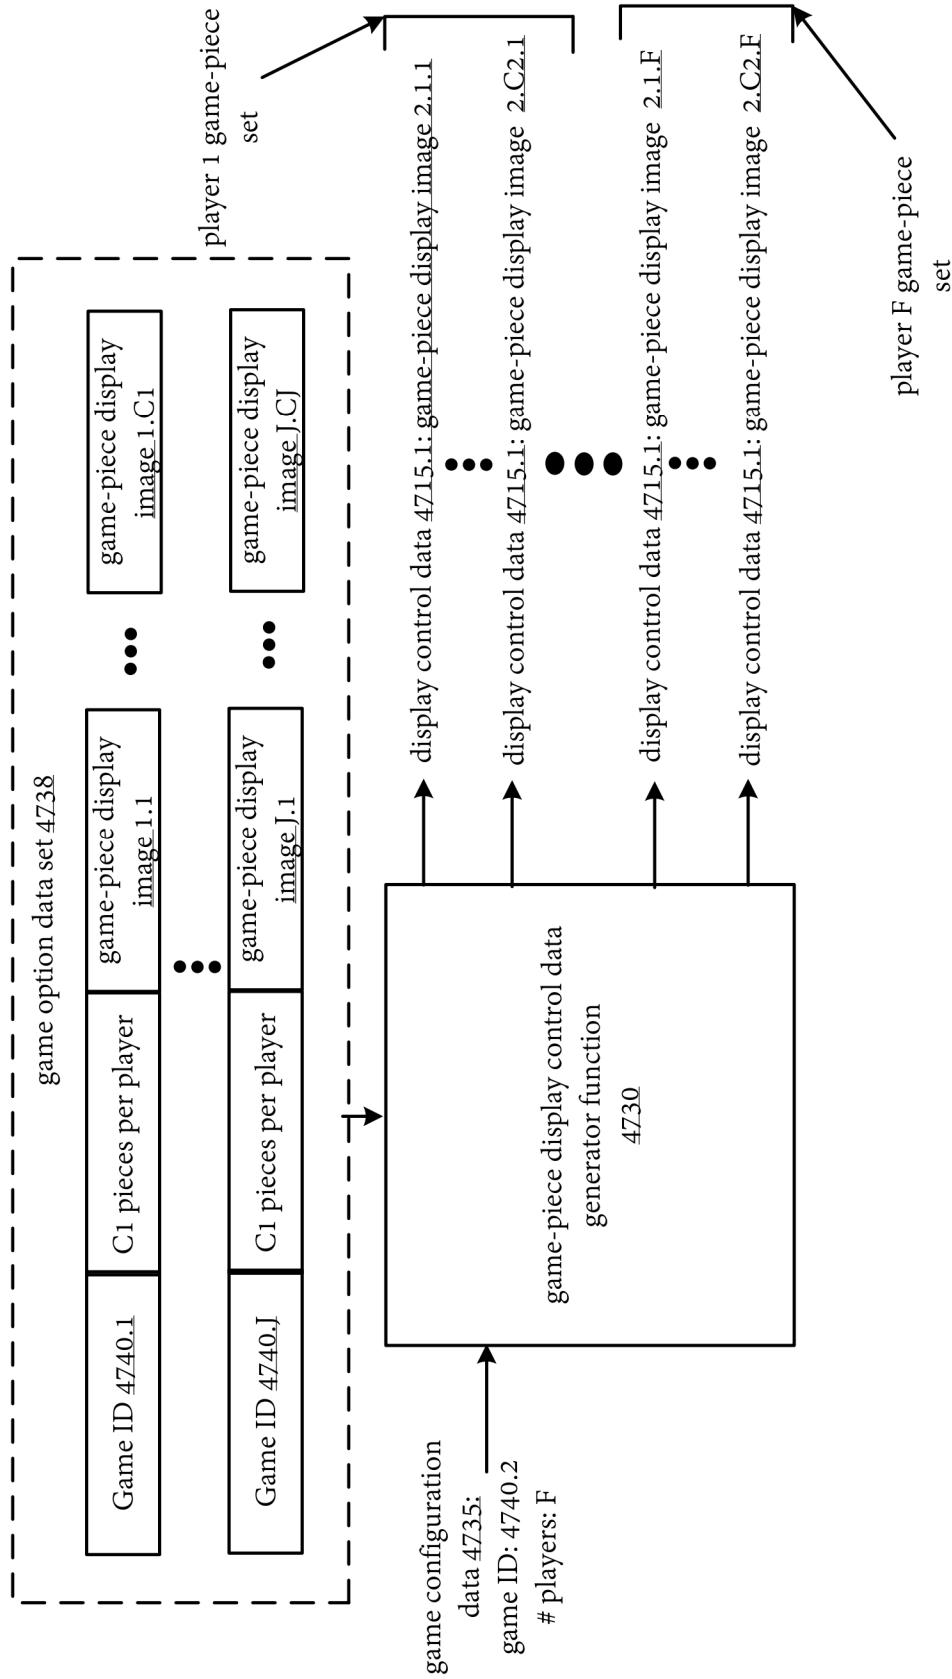 game option data set 4738
Game ID 4740.1
C1 pieces per player
game-piece display
image 1.1
game-piece display
image 1.C1
Game ID 4740.J
C1 pieces per player
game-piece display
image J.1
game-piece display
image J.CJ
player 1 game-piece
set
game configuration
data 4735:
game ID: 4740.2
# players: F
game-piece display control data
generator function
4730
display control data 4715.1: game-piece display image 2.1.1
display control data 4715.1: game-piece display image 2.C2.1
display control data 4715.1: game-piece display image 2.1.F
display control data 4715.1: game-piece display image 2.C2.F
player F game-piece
set